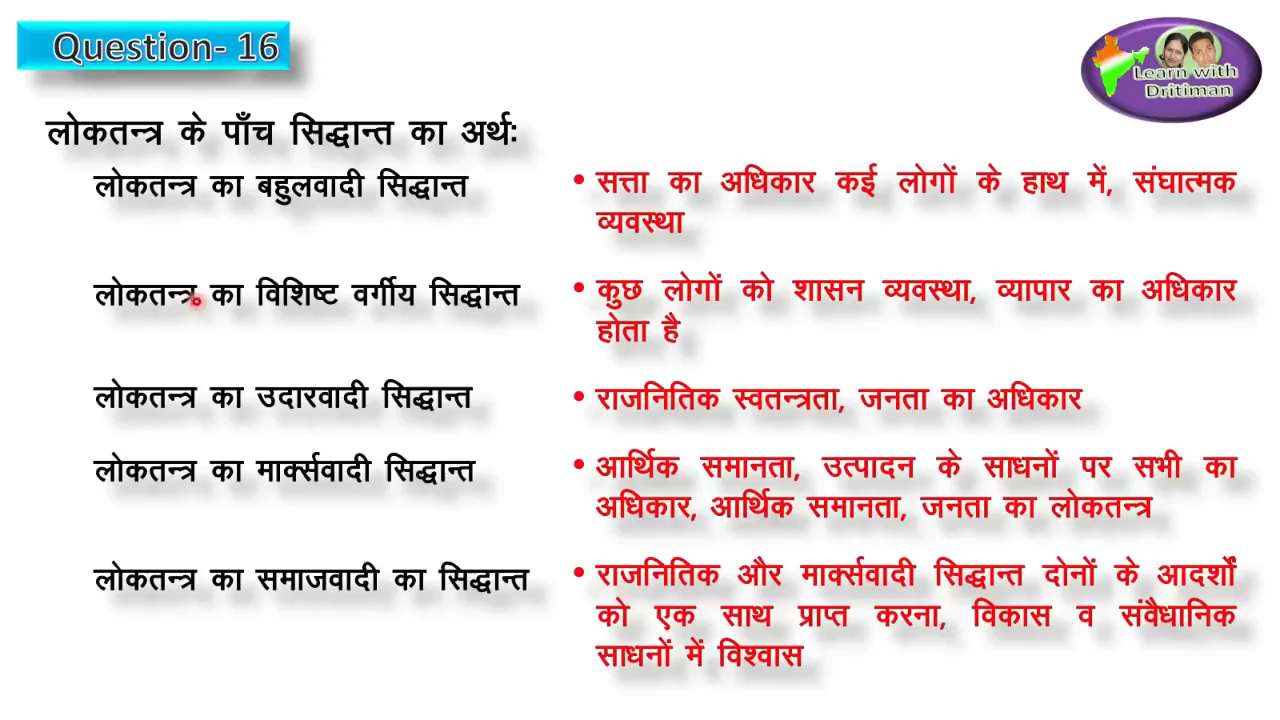 Question- 16
Learn with
Dritiman
लोकतन्त्र के पाँच सिद्धान्त का अर्थः
लोकतन्त्र का बहुलवादी सिद्धान्त
• सत्ता का अधिकार कई लोगों के हाथ में, संघात्मक
व्यवस्था
लोकतन्त्र का विशिष्ट वर्गीय सिद्धान्त
• कुछ लोगों को शासन व्यवस्था, व्यापार का अधिकार
होता है
लोकतन्त्र का उदारवादी सिद्धान्त
• राजनितिक स्वतन्त्रता, जनता का अधिकार
लोकतन्त्र का मार्क्सवादी सिद्धान्त
• आर्थिक समानता, उत्पादन के साधनों पर सभी का
अधिकार, आर्थिक समानता, जनता का लोकतन्त्र
लोकतन्त्र का समाजवादी का सिद्धान्त
• राजनितिक और मार्क्सवादी सिद्धान्त दोनों के आदर्शों
को एक साथ प्राप्त करना, विकास व संवैधानिक
साधनों में विश्वास